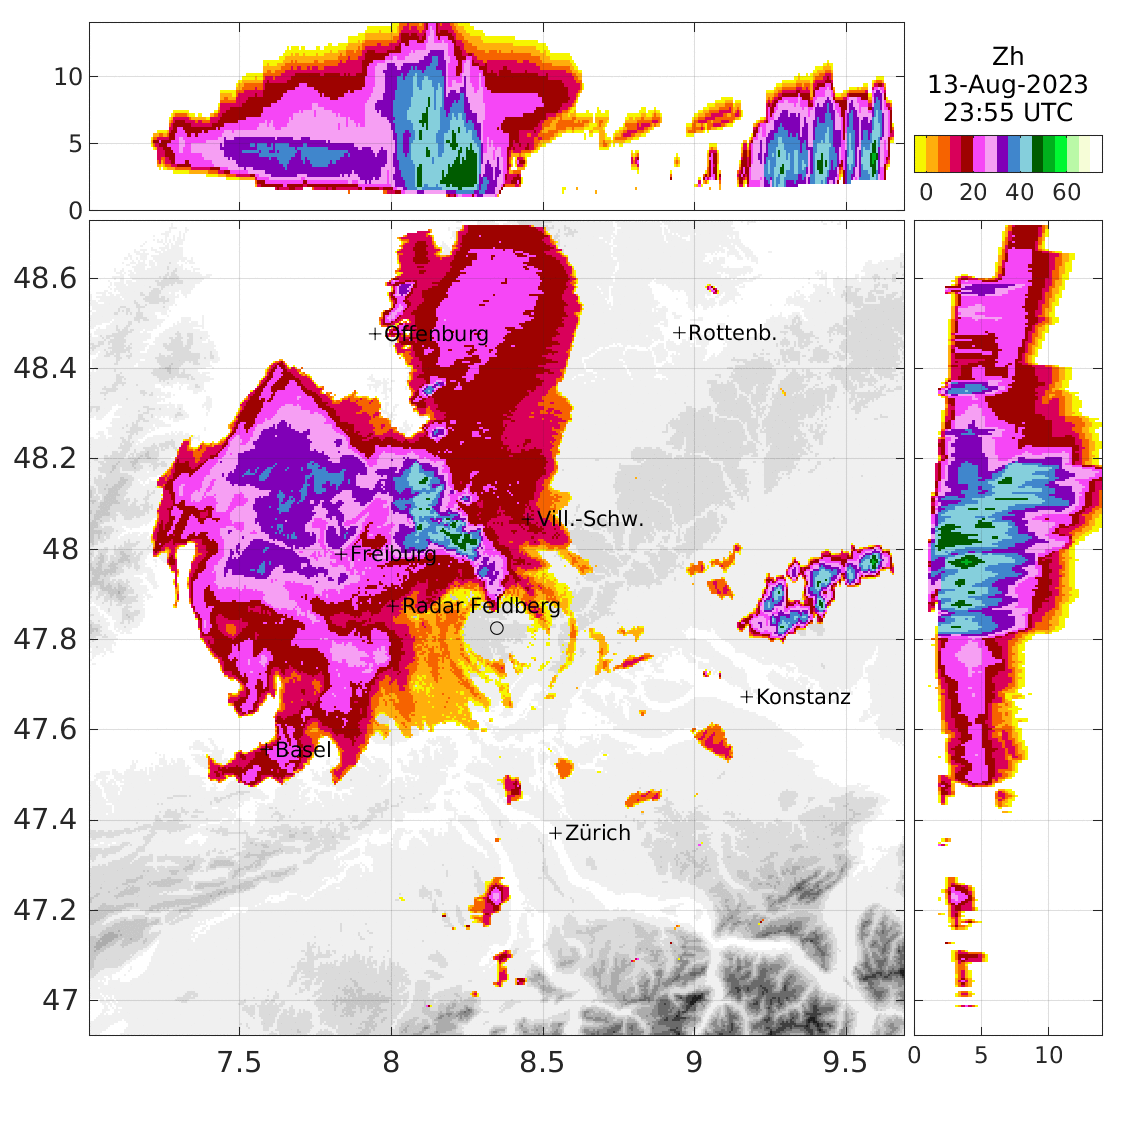 10
5
0
Zh
13-Aug-2023
23:55 UTC
0 20 40 60
48.6
48.4
48.2
48
47.8
47.6
47.4
47.2
47
+Offenburg
+Rottenb.
+Vill.-Schw.
+Freiburg
+Radar Feldberg
+Konstanz
+Basel
+Zürich
7.5 8 8.5 9 9.5
0 5 10